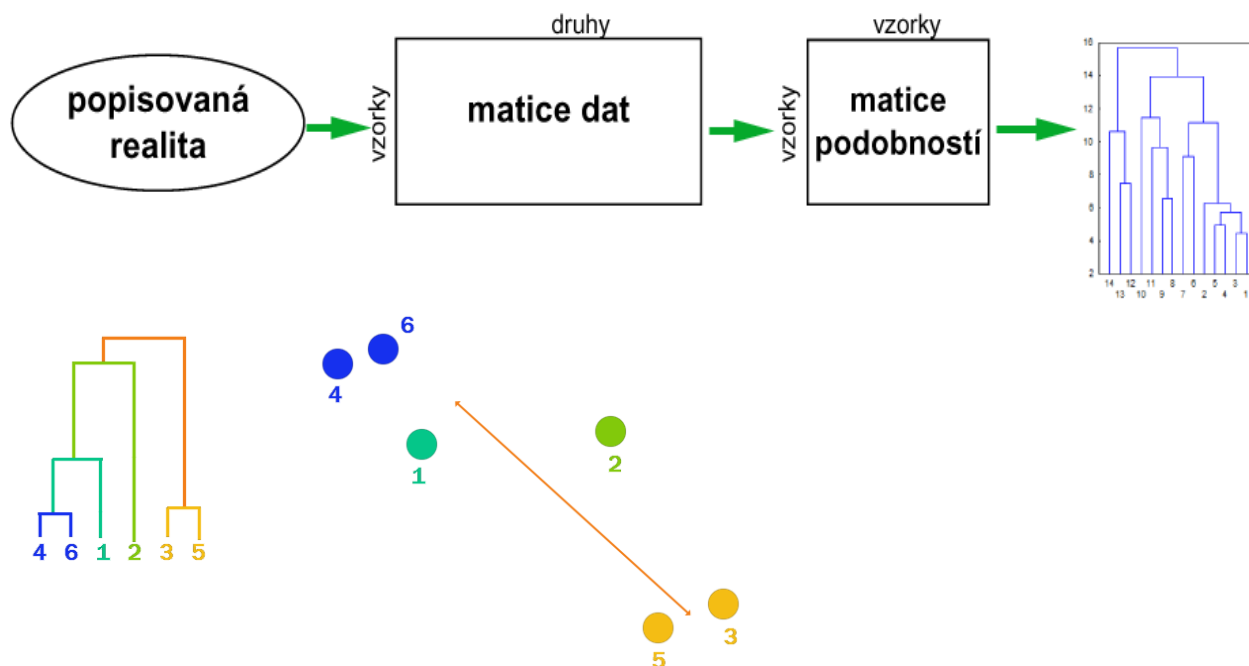 druhy
vzorky
popisovaná
realita
vzorky
matice dat
vzorky
matice
podobností
16
14
12
10
8
6
4
2
14 12 11 8 6 5 3
13 10 9 7 2 4 1
6
4
1
2
4 6 1 2 3 5
5
3